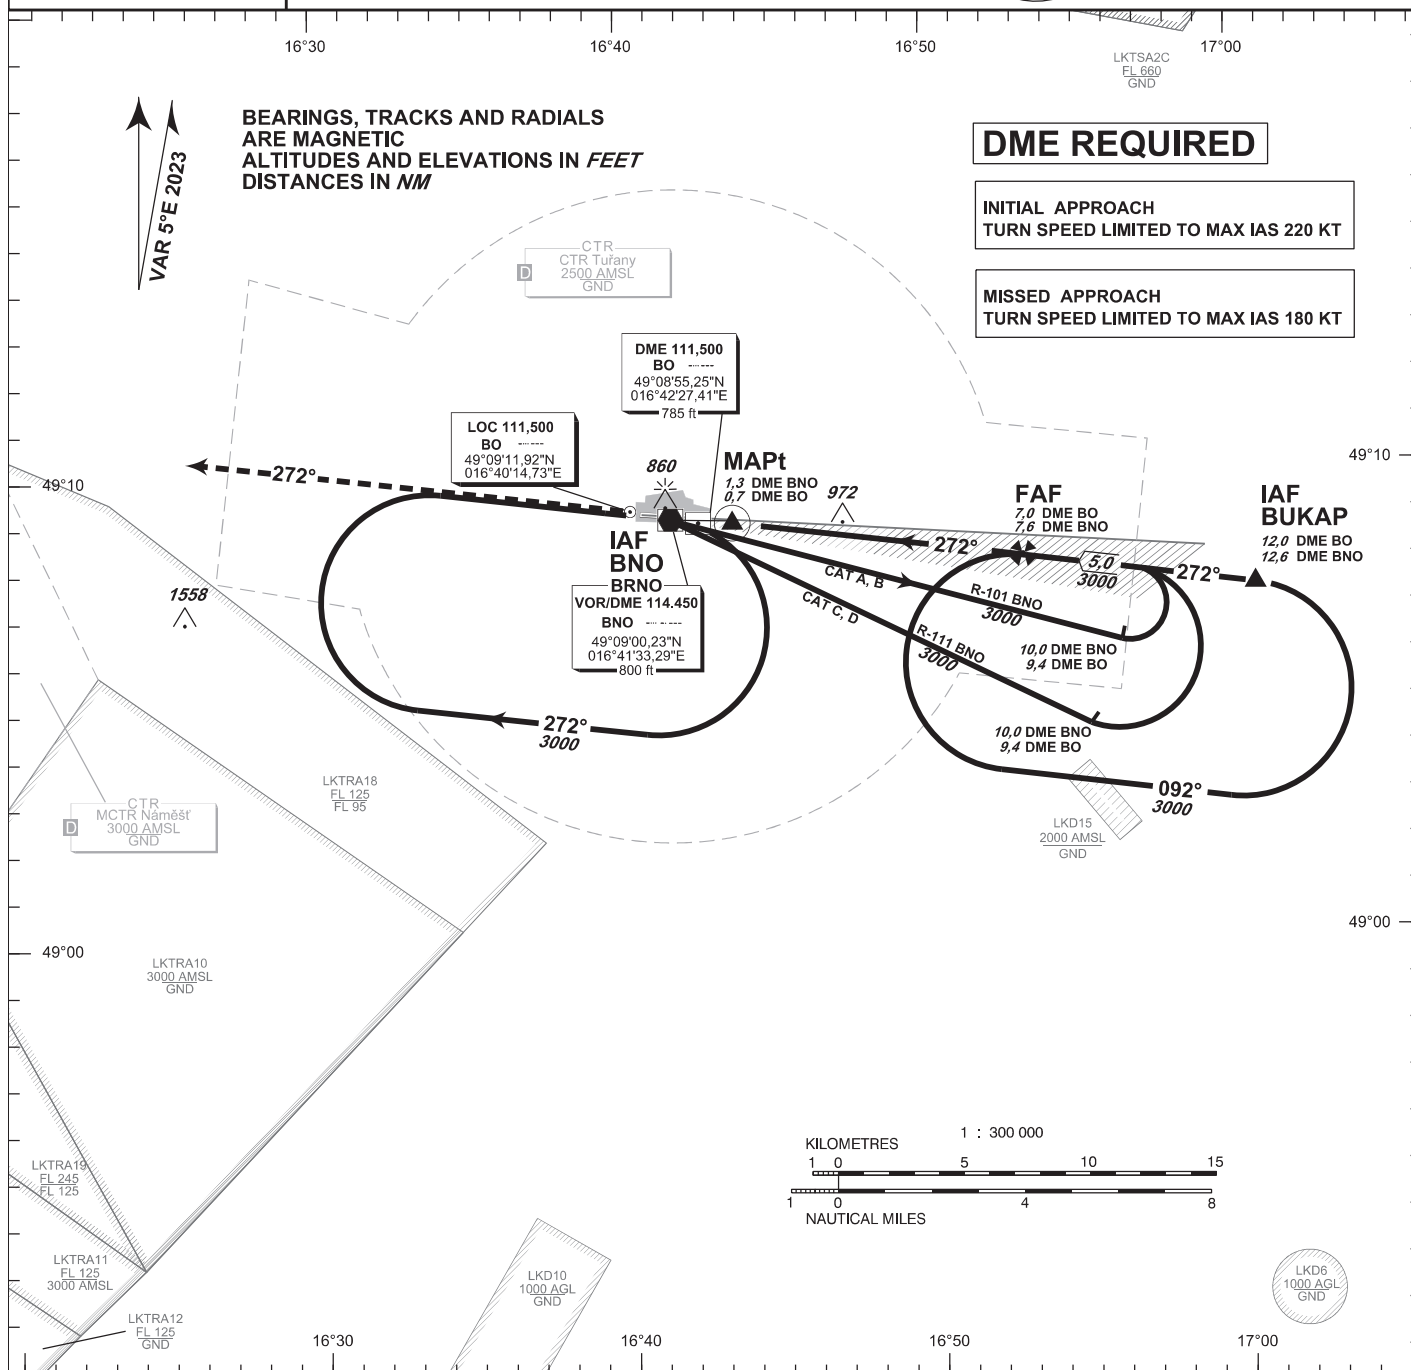 16°30
16°40
16°50
17°00
LKTSA2C
FL 660
GND
VAR 5°E 2023
BEARINGS, TRACKS AND RADIALS
ARE MAGNETIC
ALTITUDES AND ELEVATIONS IN FEET
DISTANCES IN NM
DME REQUIRED
INITIAL APPROACH
TURN SPEED LIMITED TO MAX IAS 220 KT
MISSED APPROACH
TURN SPEED LIMITED TO MAX IAS 180 KT
CTR
CTR Tuřany
D
2500 AMSL
GND
DME 111,500
BO
49°08'55,25"N
016°42'27,41"E
785 ft
LOC 111,500
BO
49°09'11,92"N
016°40'14,73"E
860
MAPt
1,3 DME BNO
0,7 DME BO
972
FAF
7,0 DME BO
7,6 DME BNO
IAF
BUKAP
12,0 DME BO
12,6 DME BNO
49°10
49°10
272°
272°
5,0
3000
272°
IAF
BNO
BRNO
VOR/DME 114.450
BNO
49°09'00,23"N
016°41'33,29"E
800 ft
CAT A, B
R-101 BNO
3000
CAT C, D
R-111 BNO
3000
10,0 DME BNO
9,4 DME BO
10,0 DME BNO
9,4 DME BO
1558
272°
3000
092°
3000
LKTRA18
FL 125
FL 95
CTR
MCTR Náměšť
D
3000 AMSL
GND
LKD15
2000 AMSL
GND
49°00
49°00
LKTRA10
3000 AMSL
GND
1 : 300 000
KILOMETRES
1 0 5 10 15
1 0 4 8
NAUTICAL MILES
LKTRA19
FL 245
FL 125
LKTRA11
FL 125
3000 AMSL
LKTRA12
FL 125
GND
LKD10
1000 AGL
GND
LKD6
1000 AGL
GND
16°30
16°40
16°50
17°00